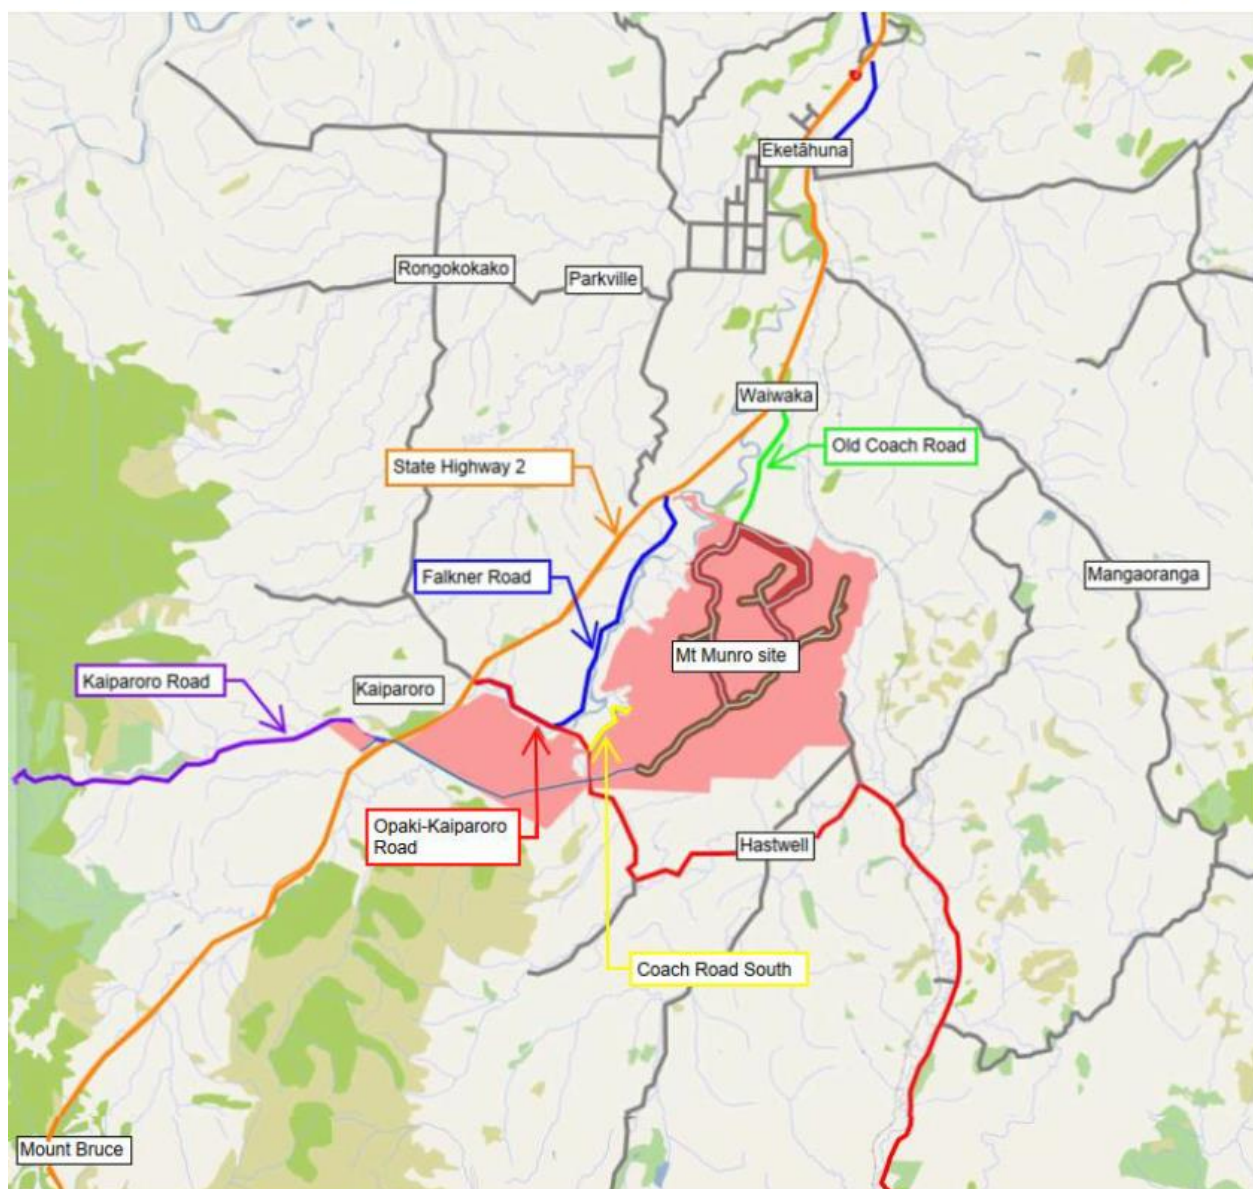 Eketāhuna
Rongokokako
Parkville
Waiwaka
Old Coach Road
State Highway 2
Falkner Road
Mangaoranga
Mt Munro site
Kaiparoro Road
Kaiparoro
Opaki-Kaiparoro
Road
Hastwell
Coach Road South
Mount Bruce